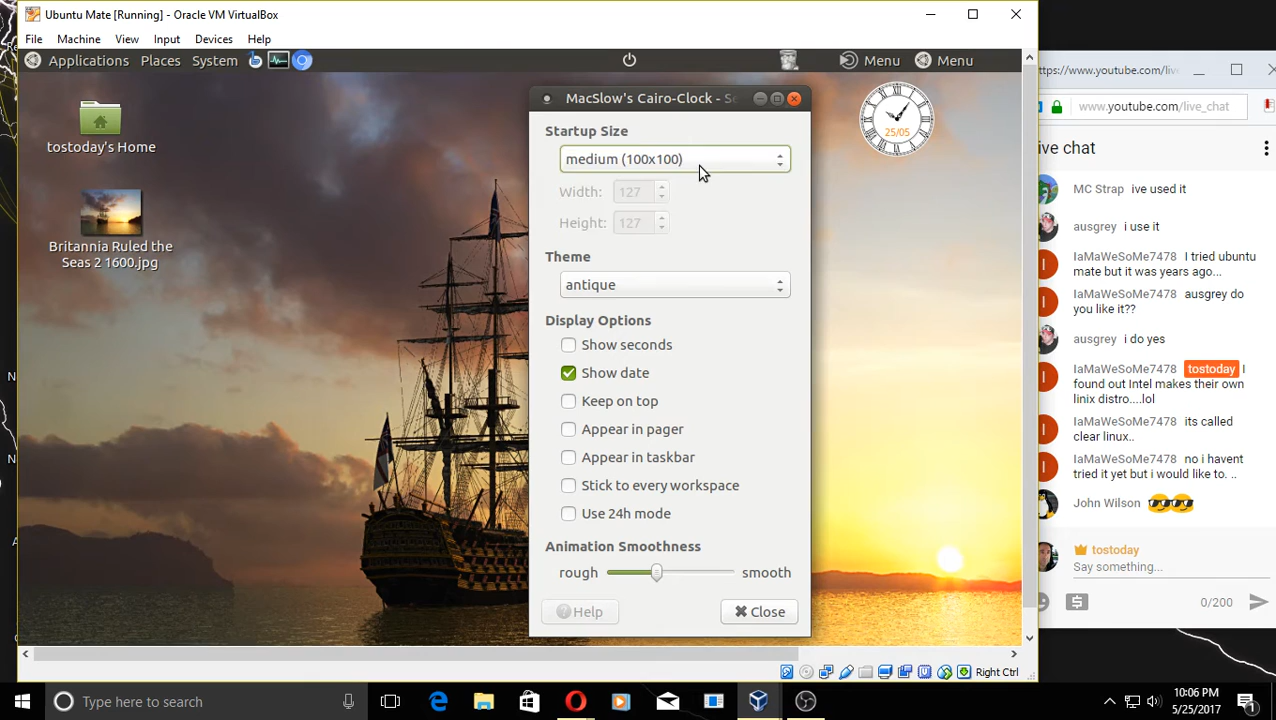 Ubuntu Mate [Running] - Oracle VM VirtualBox
File Machine View Input Devices Help
Applications Places System Menu Menu
tostoday's Home
Britannia Ruled the
Seas 2 1600.jpg
MacSlow's Cairo-Clock - Se
Startup Size
medium (100x100)
Width: 127
Height: 127
Theme
antique
Display Options
Show seconds
Show date
Keep on top
Appear in pager
Appear in taskbar
Stick to every workspace
Use 24h mode
Animation Smoothness
rough smooth
Help Close
25/05
Right Ctrl
ttps://www.youtube.com/liv
www.youtube.com/live_chat
ive chat
MC Strap ive used it
ausgrey i use it
IaMaWeSoMe7478 I tried ubuntu
mate but it was years ago...
IaMaWeSoMe7478 ausgrey do
you like it??
ausgrey i do yes
IaMaWeSoMe7478 tostoday I
found out Intel makes their own
linix distro....lol
IaMaWeSoMe7478 its called
clear linux..
IaMaWeSoMe7478 no i havent
tried it yet but i would like to. ..
John Wilson
tostoday
Say something...
0/200
Type here to search
10:06 PM
5/25/2017
1